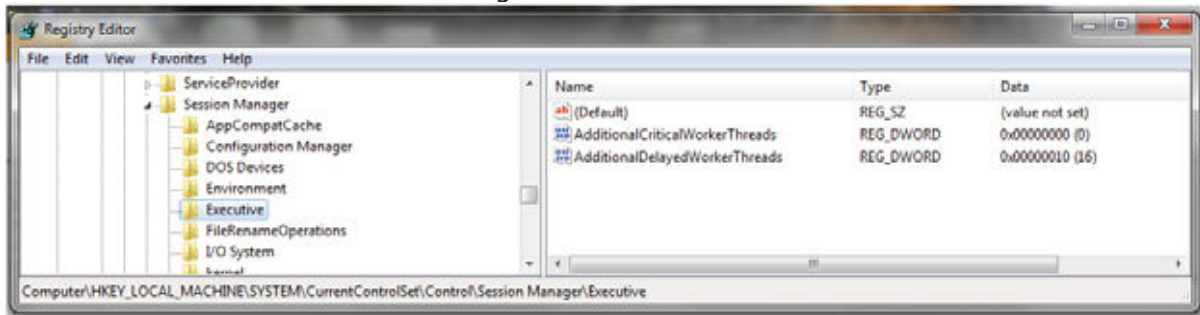 Registry Editor
File Edit View Favorites Help
ServiceProvider
Session Manager
AppCompatCache
Configuration Manager
DOS Devices
Environment
Executive
FileRenameOperations
I/O System
kernel
Name Type Data
ab (Default) REG_SZ (value not set)
AdditionalCriticalWorkerThreads REG_DWORD 0x00000000 (0)
AdditionalDelayedWorkerThreads REG_DWORD 0x00000010 (16)
Computer\HKEY_LOCAL_MACHINE\SYSTEM\CurrentControlSet\Control\Session Manager\Executive